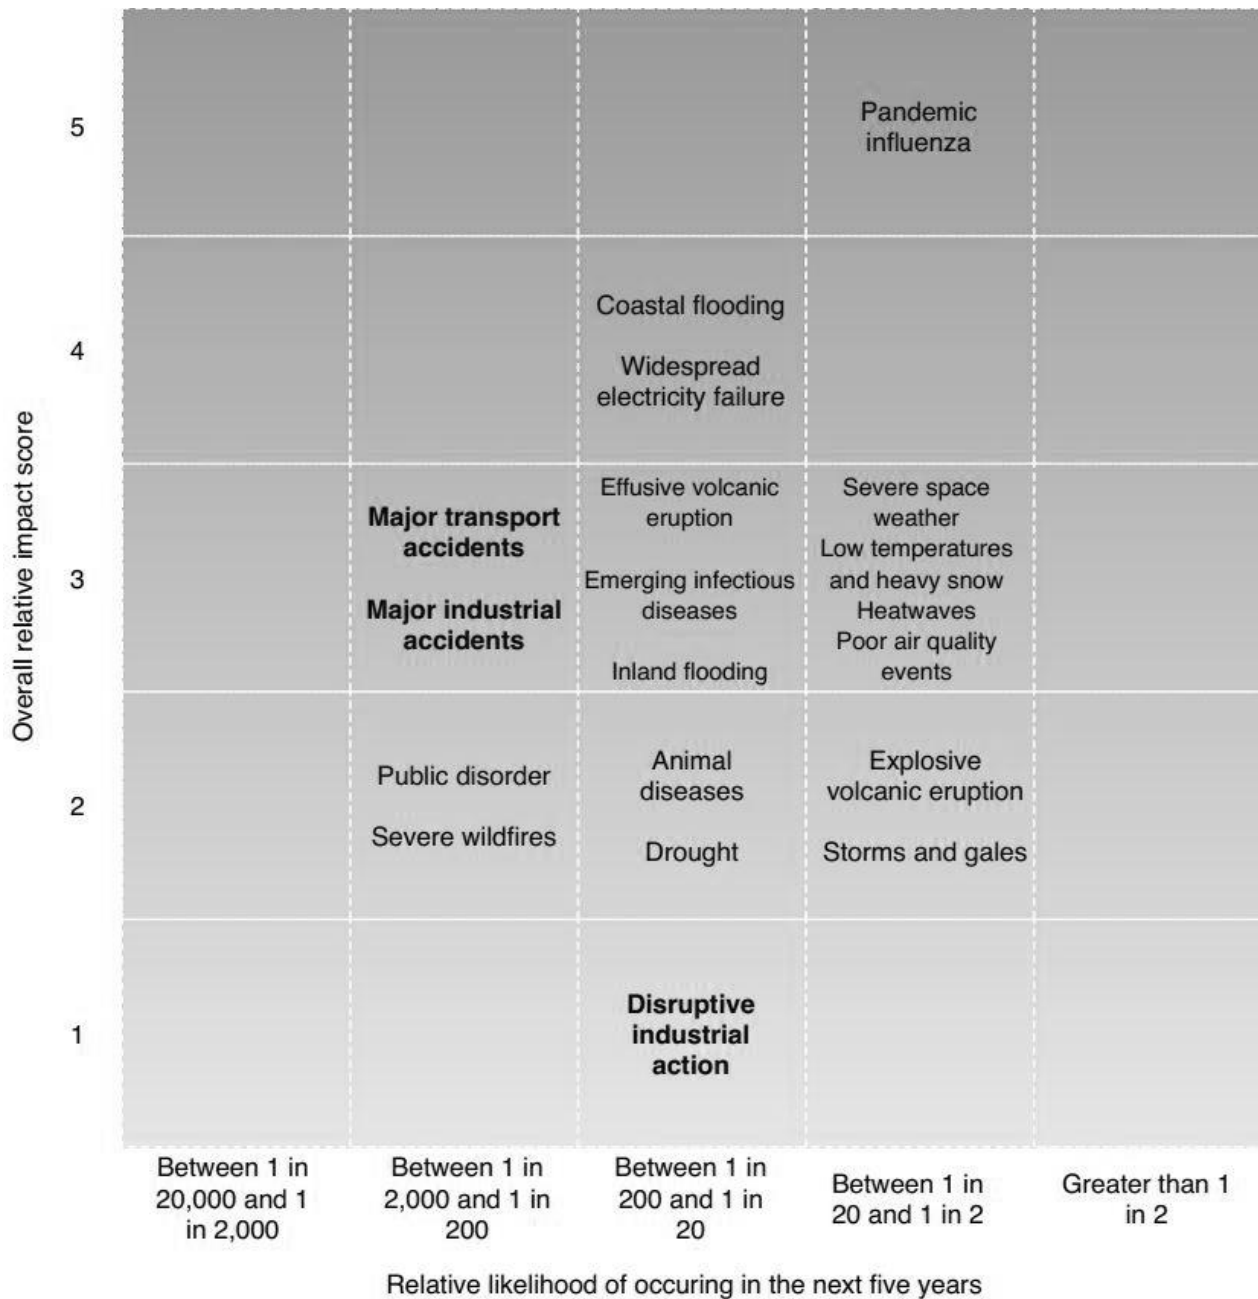 5
Pandemic
influenza
4
Coastal flooding
Widespread
electricity failure
Overall relative impact score
3
Major transport
accidents
Major industrial
accidents
Effusive volcanic
eruption
Emerging infectious
diseases
Inland flooding
Severe space
weather
Low temperatures
and heavy snow
Heatwaves
Poor air quality
events
2
Public disorder
Severe wildfires
Animal
diseases
Drought
Explosive
volcanic eruption
Storms and gales
1
Disruptive
industrial
action
Between 1 in
20,000 and 1
in 2,000
Between 1 in
2,000 and 1 in
200
Between 1 in
200 and 1 in
20
Between 1 in
20 and 1 in 2
Greater than 1
in 2
Relative likelihood of occuring in the next five years